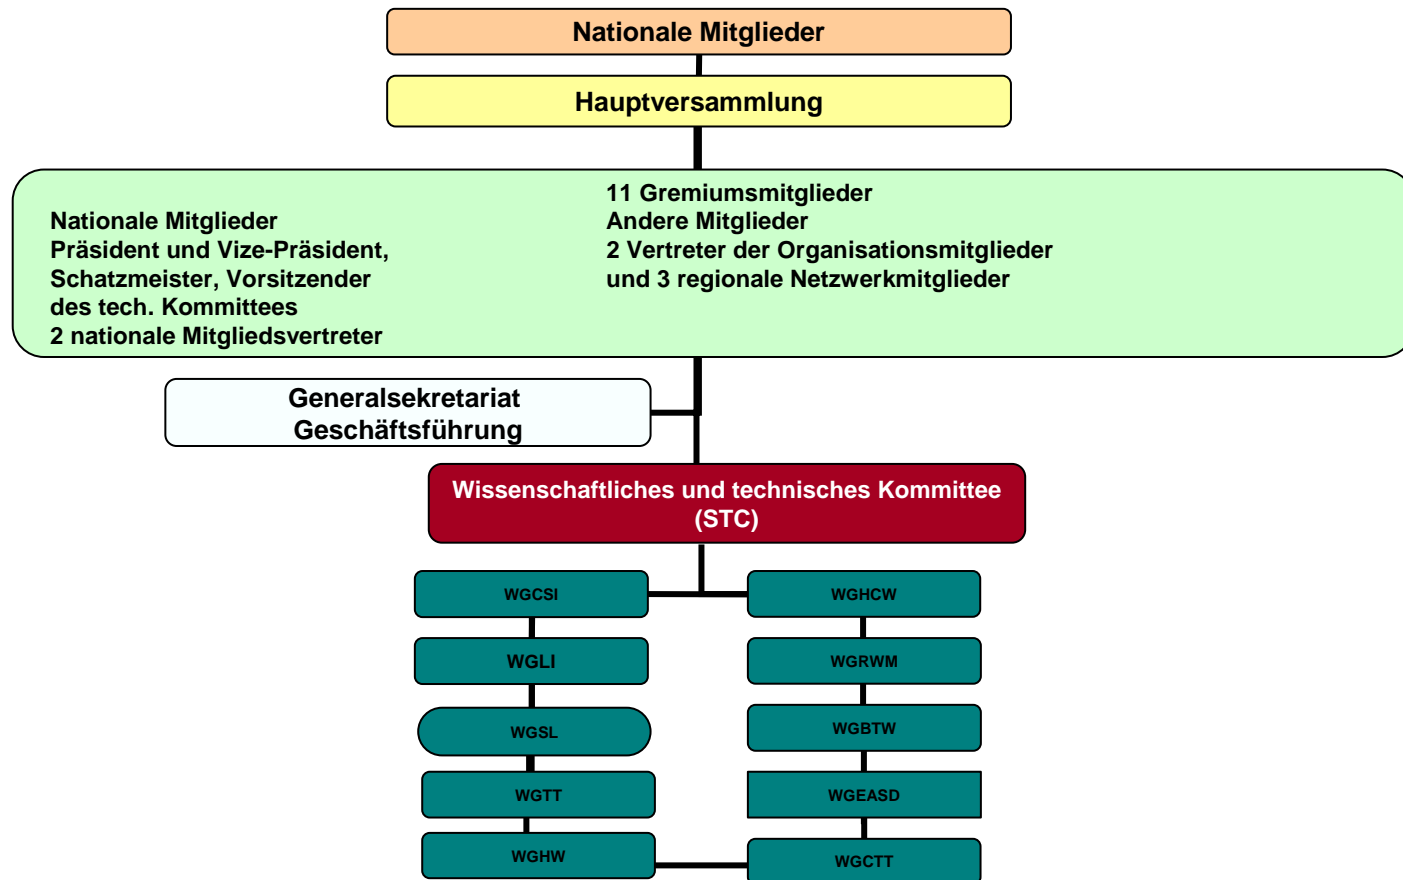 Nationale Mitglieder
Hauptversammlung
Nationale Mitglieder
Präsident und Vize-Präsident,
Schatzmeister, Vorsitzender
des tech. Kommittees
2 nationale Mitgliedsvertreter
11 Gremiumsmitglieder
Andere Mitglieder
2 Vertreter der Organisationsmitglieder
und 3 regionale Netzwerkmitglieder
Generalsekretariat
Geschäftsführung
Wissenschaftliches und technisches Kommittee
(STC)
WGCSI
WGHCW
WGLI
WGRWM
WGSL
WGBTW
WGTT
WGEASD
WGHW
WGCTT